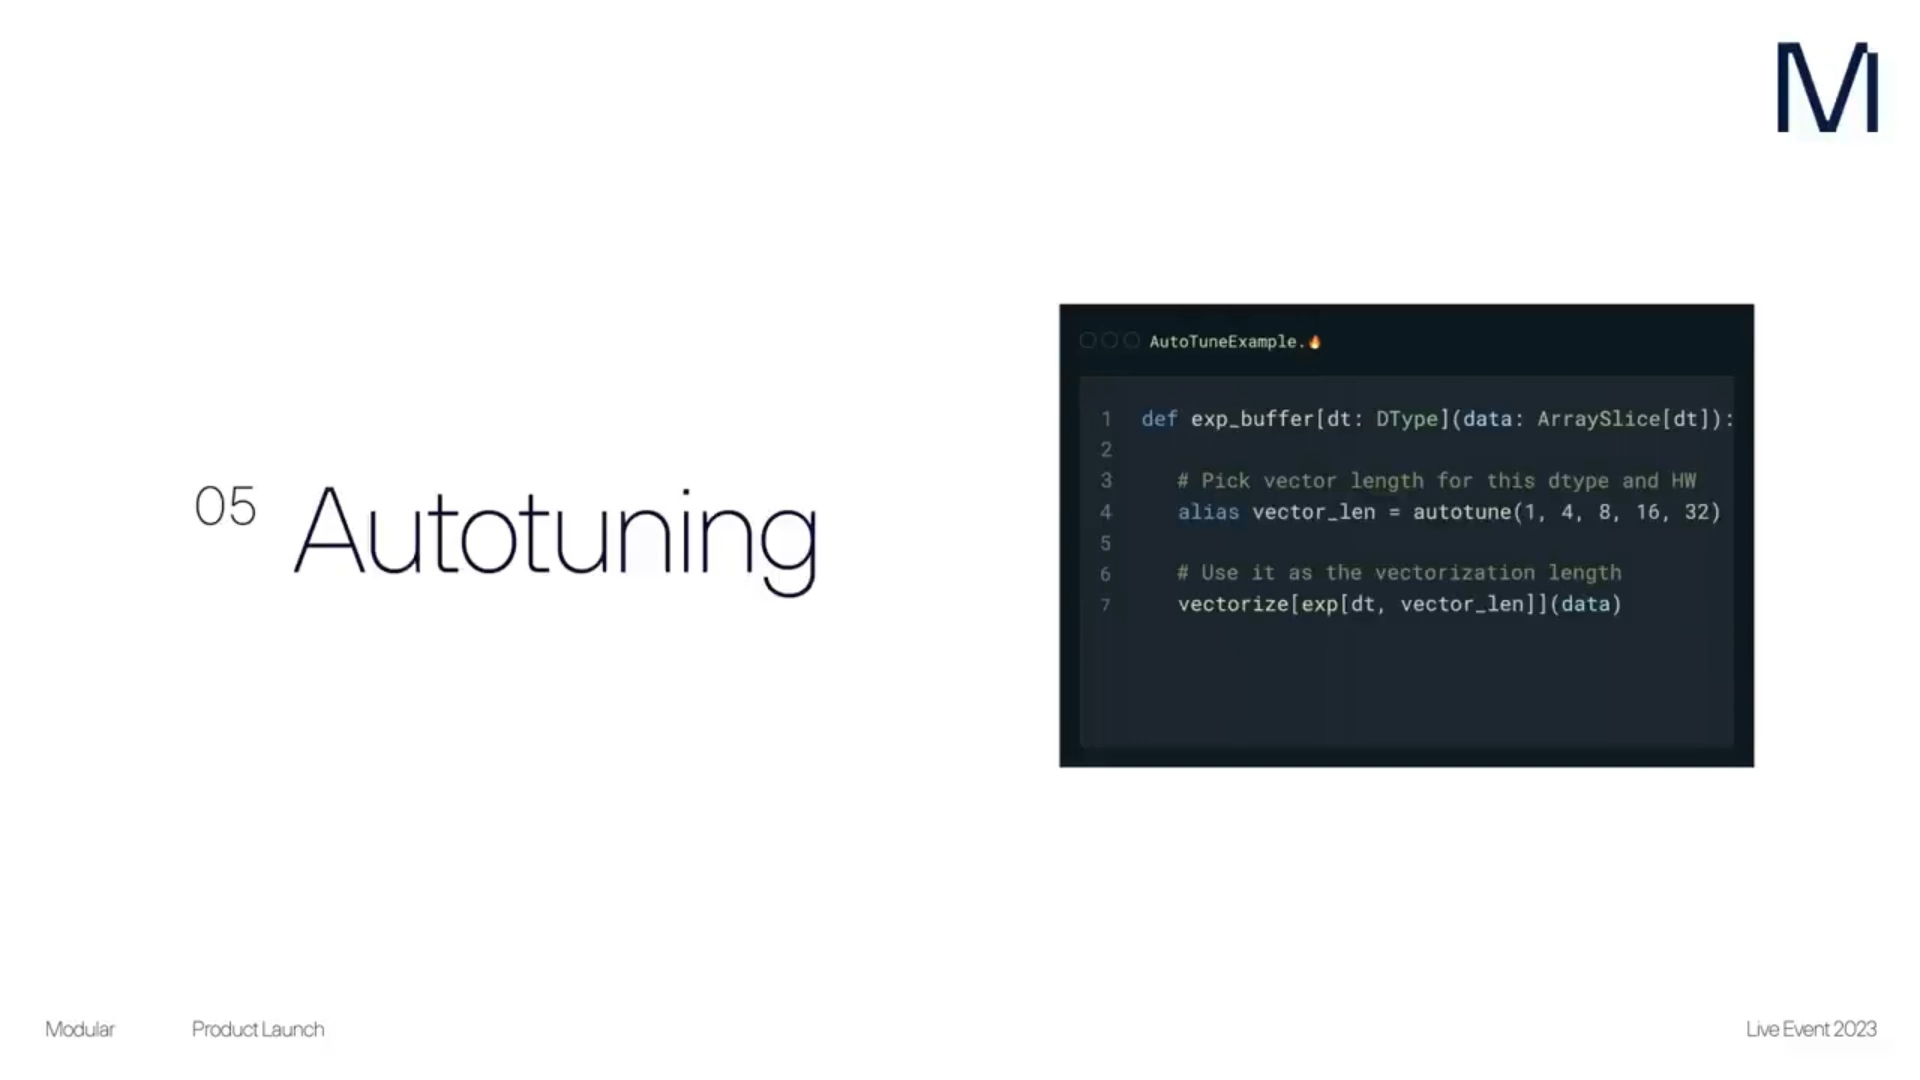 M
05 Autotuning
AutoTuneExample.🔥
1 def exp_buffer[dt: DType](data: ArraySlice[dt]):
2
3 # Pick vector length for this dtype and HW
4 alias vector_len = autotune(1, 4, 8, 16, 32)
5
6 # Use it as the vectorization length
7 vectorize[exp[dt, vector_len]](data)
Modular Product Launch Live Event 2023